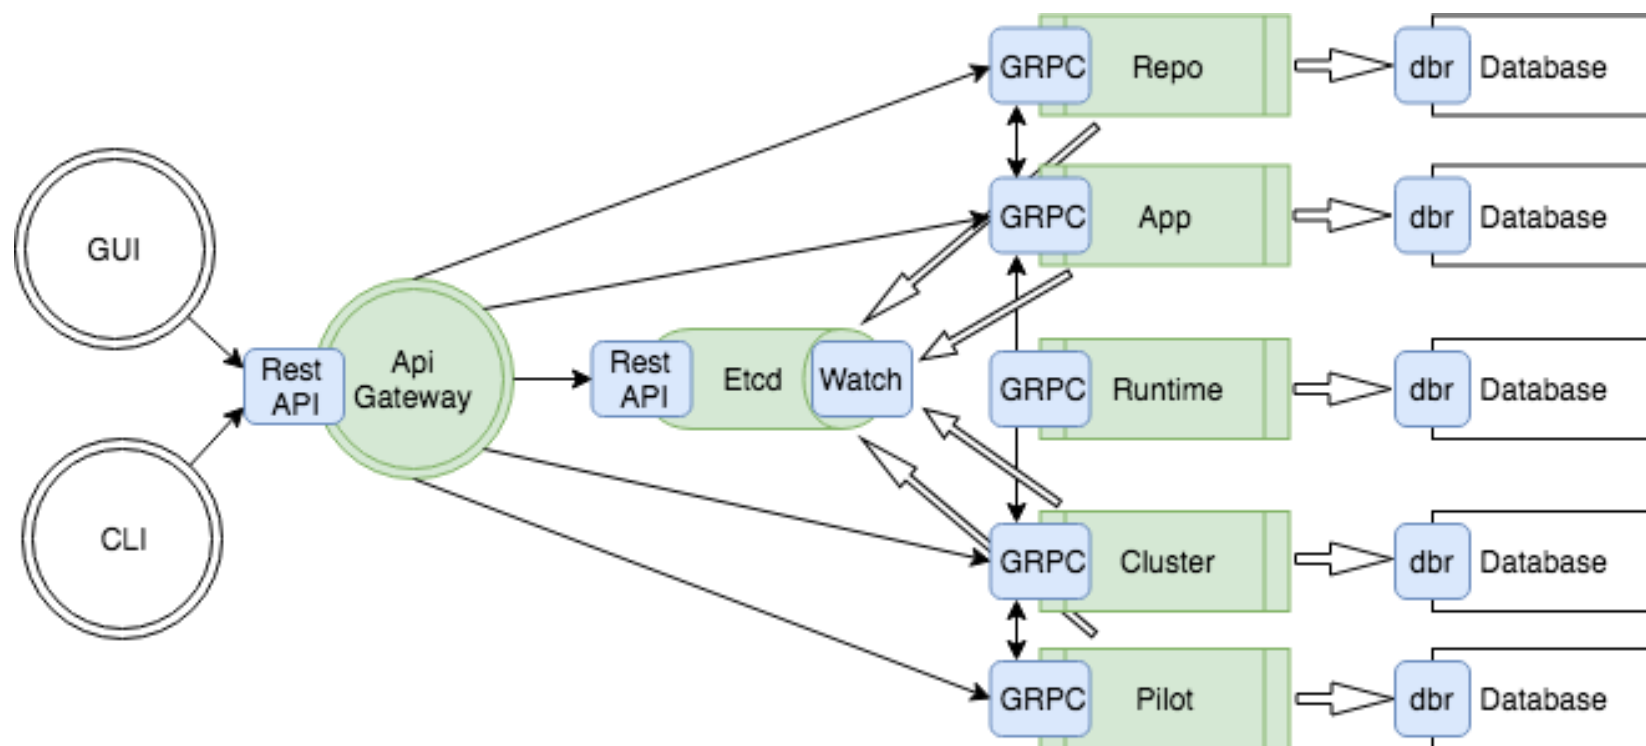 GRPC Repo dbr Database
GRPC App dbr Database
GUI
Rest
API
Api
Gateway
Rest
API
Etcd
Watch
GRPC Runtime dbr Database
CLI
GRPC Cluster dbr Database
GRPC Pilot dbr Database